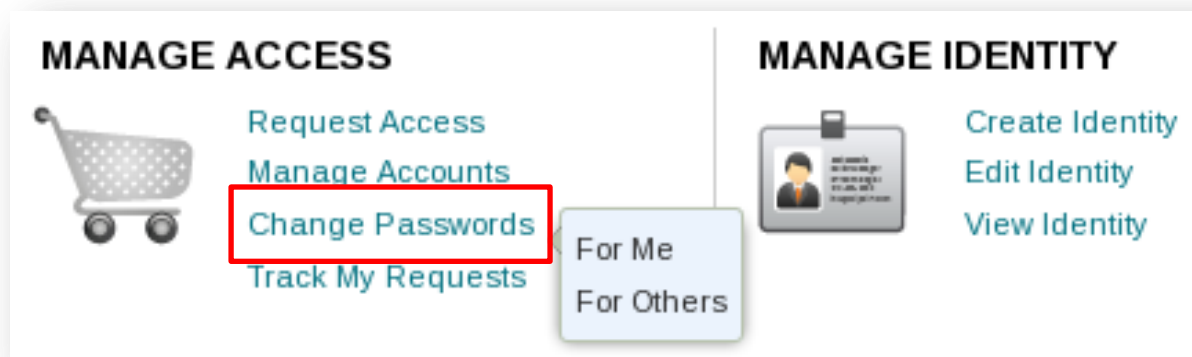 MANAGE ACCESS
Request Access
Manage Accounts
Change Passwords
For Me
For Others
Track My Requests
MANAGE IDENTITY
Create Identity
Edit Identity
View Identity